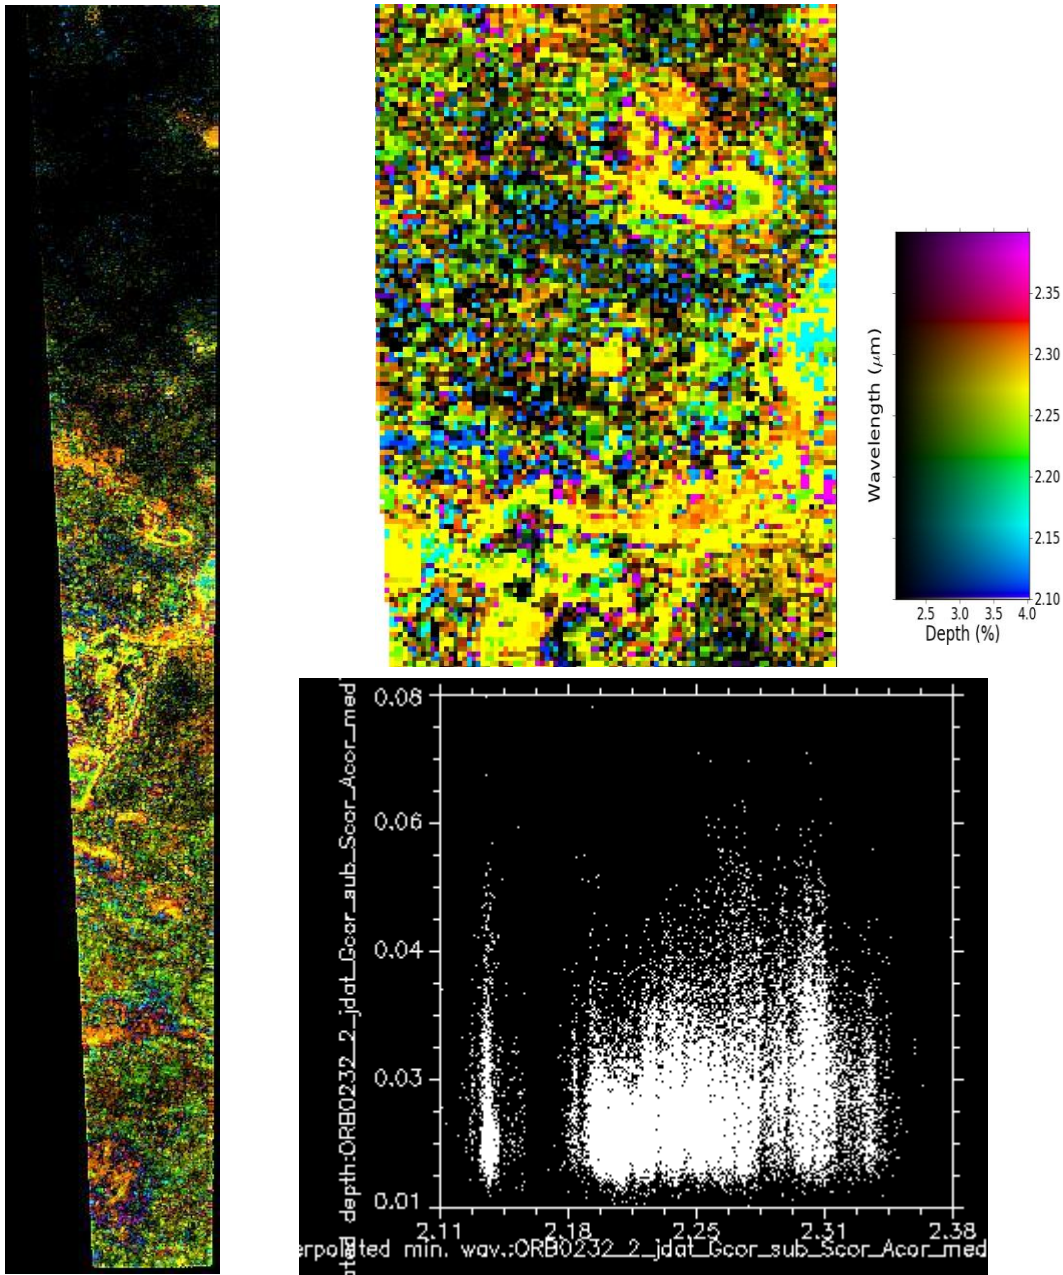 Wavelength (μm)
2.35
2.30
2.25
2.20
2.15
2.10
2.5 3.0 3.5 4.0
Depth (%)
depth:ORB0232_2_jdat_Gcor_sub_Scor_Acor_med
0.08
0.06
0.04
0.03
0.01
2.11 2.18 2.25 2.31 2.38
erpolated min. wav.:ORB0232_2_jdat_Gcor_sub_Scor_Acor_med